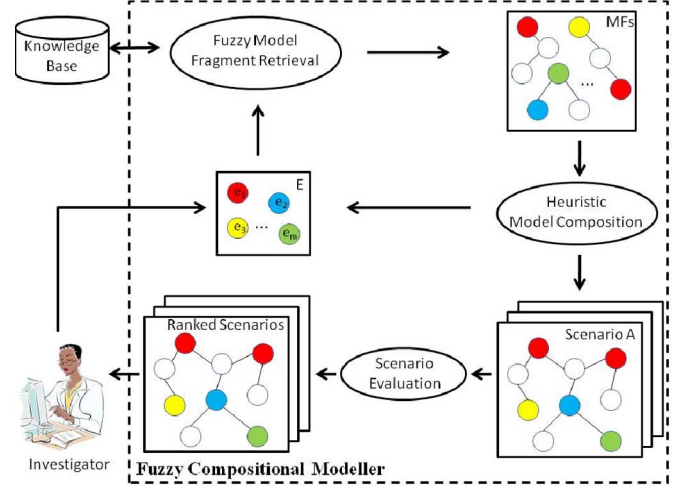 Knowledge
Base
Fuzzy Model
Fragment Retrieval
MFs
...
E
e1
e2
e3 ...
em
Heuristic
Model Composition
Ranked Scenarios
Scenario
Evaluation
Scenario A
Investigator
Fuzzy Compositional Modeller